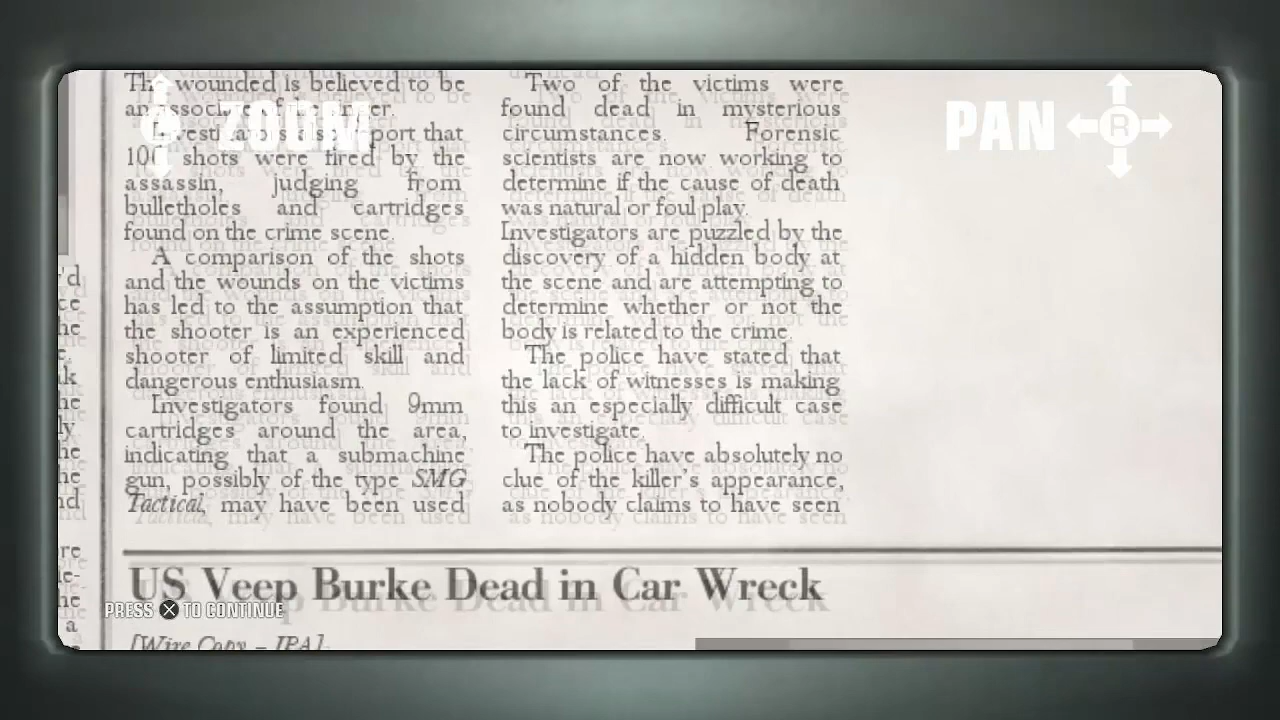 ZOOM
PAN
R
The wounded is believed to be
an associate of the owner.
Investigators also report that
100 shots were fired by the
assassin, judging from
bulletholes and cartridges
found on the crime scene.
A comparison of the shots
and the wounds on the victims
has led to the assumption that
the shooter is an experienced
shooter of limited skill and
dangerous enthusiasm.
Investigators found 9mm
cartridges around the area,
indicating that a submachine
gun, possibly of the type SMG
Tactical, may have been used
Two of the victims were
found dead in mysterious
circumstances. Forensic
scientists are now working to
determine if the cause of death
was natural or foul play.
Investigators are puzzled by the
discovery of a hidden body at
the scene and are attempting to
determine whether or not the
body is related to the crime.
The police have stated that
the lack of witnesses is making
this an especially difficult case
to investigate.
The police have absolutely no
clue of the killer's appearance,
as nobody claims to have seen
US Veep Burke Dead in Car Wreck
PRESS X TO CONTINUE
[Wire Copy – IPA]